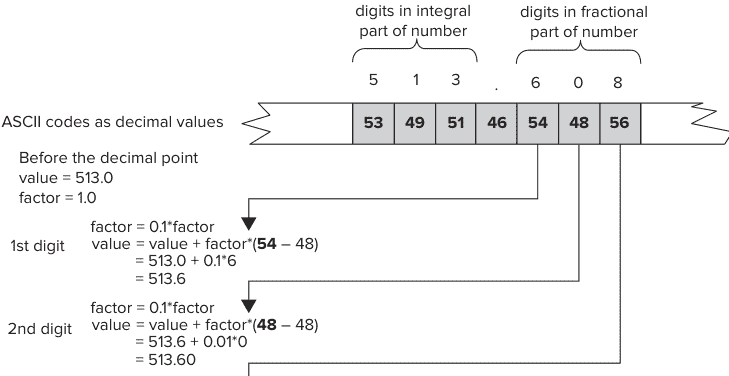 digits in integral
part of number
digits in fractional
part of number
5 1 3 . 6 0 8
ASCII codes as decimal values
53 49 51 46 54 48 56
Before the decimal point
value = 513.0
factor = 1.0
1st digit
factor = 0.1*factor
value = value + factor*(54 – 48)
= 513.0 + 0.1*6
= 513.6
2nd digit
factor = 0.1*factor
value = value + factor*(48 – 48)
= 513.6 + 0.01*0
= 513.60